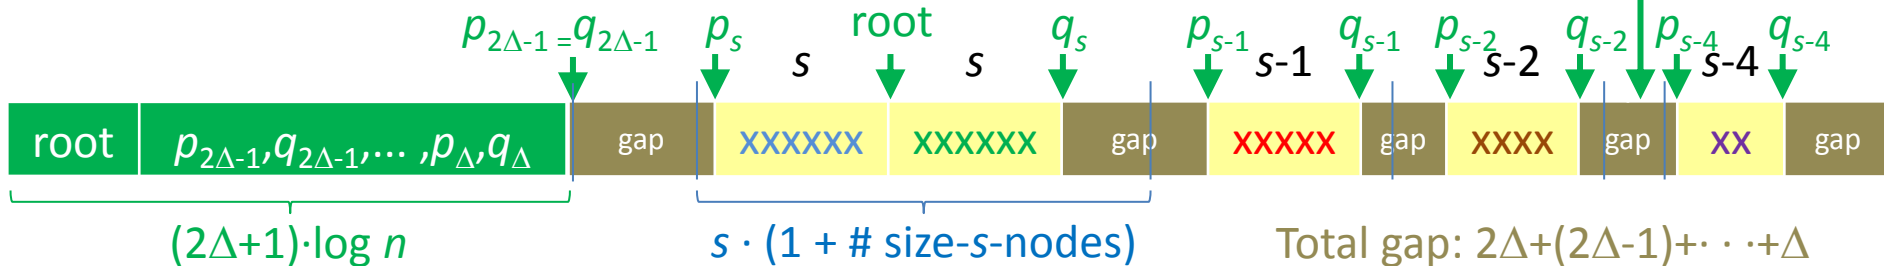 p₂Δ₋₁ = q₂Δ₋₁ pₛ root qₛ pₛ₋₁ qₛ₋₁ pₛ₋₂ qₛ₋₂ pₛ₋₄ qₛ₋₄
s s s-1 s-2 s-4
root p₂Δ₋₁,q₂Δ₋₁,... ,p_Δ,q_Δ gap xxxxxx xxxxxx gap xxxxx gap xxxx gap xx gap
(2Δ+1)·log n s · (1 + # size-s-nodes) Total gap: 2Δ+(2Δ-1)+· · ·+Δ